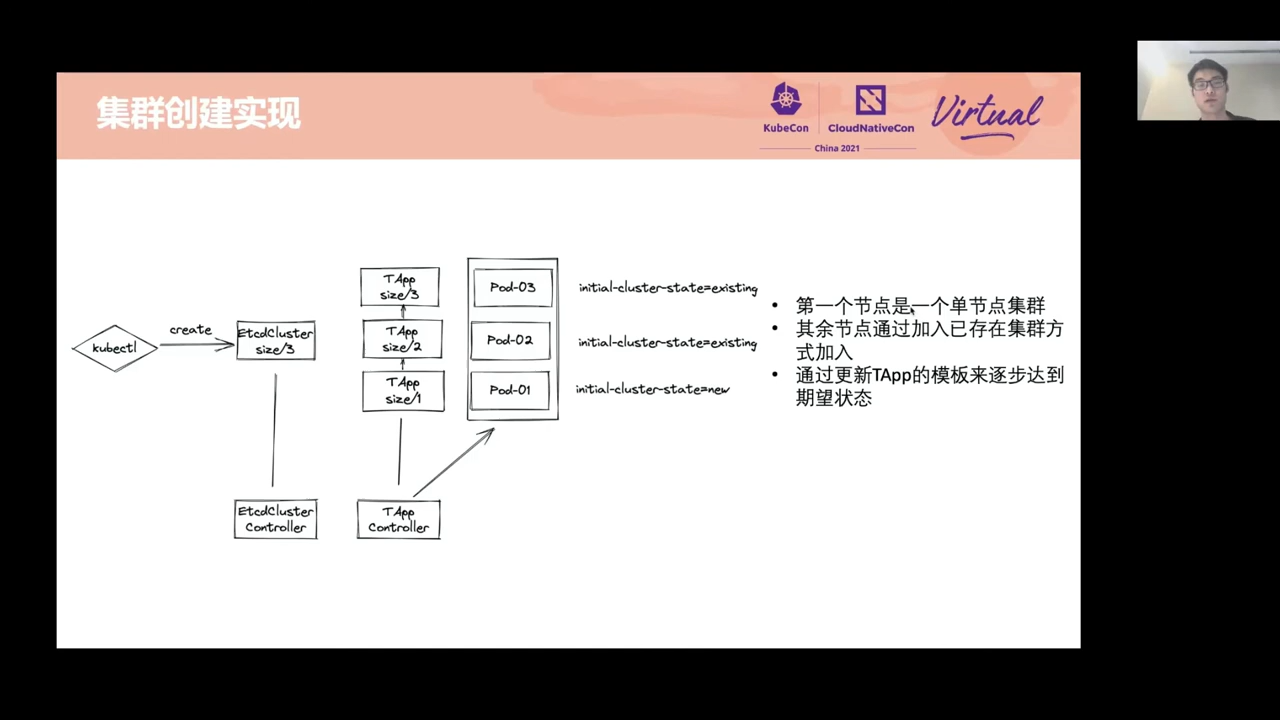 集群创建实现
KubeCon
CloudNativeCon
Virtual
China 2021
kubectl
create
EtcdCluster
size/3
EtcdCluster
Controller
TApp
size/3
TApp
size/2
TApp
size/1
TApp
Controller
Pod-03
Pod-02
Pod-01
initial-cluster-state=existing
initial-cluster-state=existing
initial-cluster-state=new
• 第一个节点是一个单节点集群
• 其余节点通过加入已存在集群方
式加入
• 通过更新TApp的模板来逐步达到
期望状态